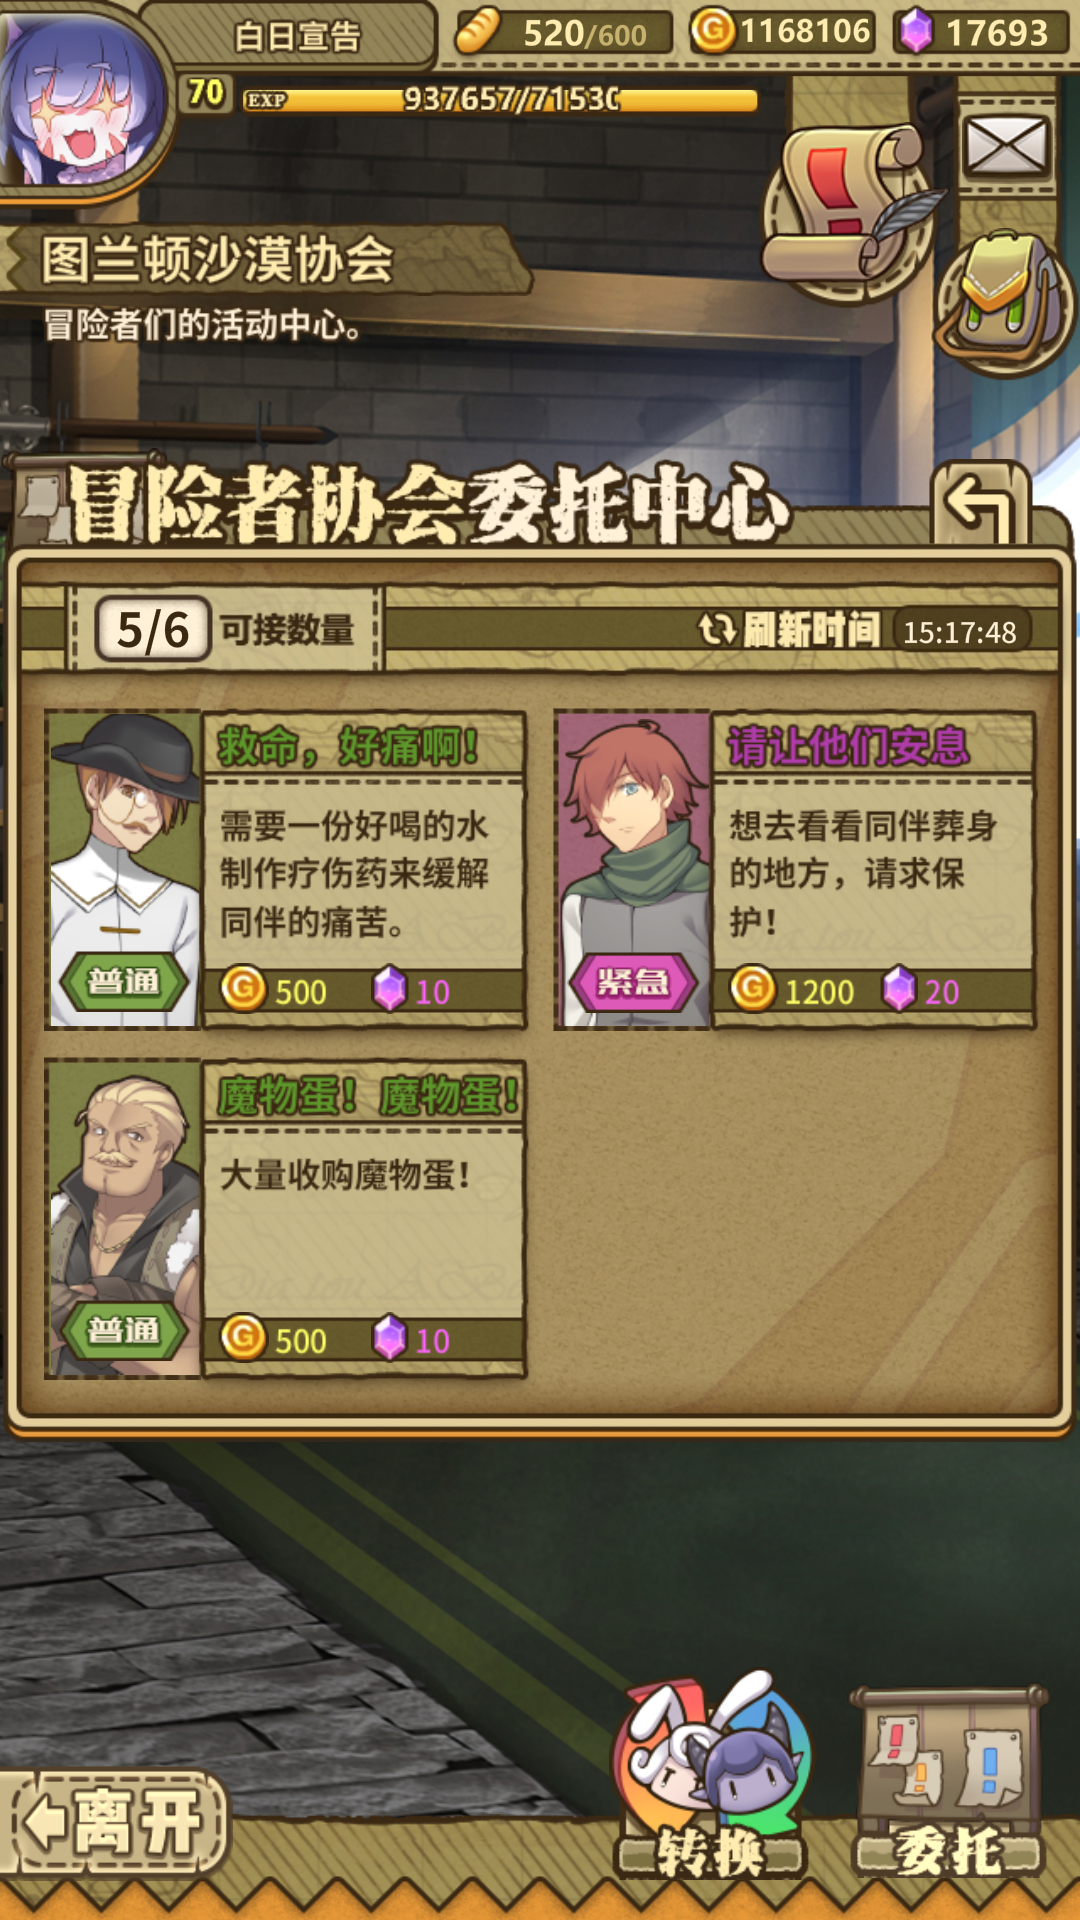 白日宣告
520/600
1168106
17693
70
EXP
937657/71530
图兰顿沙漠协会
冒险者们的活动中心。
冒险者协会委托中心
5/6
可接数量
刷新时间
15:17:48
救命，好痛啊！
需要一份好喝的水
制作疗伤药来缓解
同伴的痛苦。
普通
500
10
请让他们安息
想去看看同伴葬身
的地方，请求保
护！
紧急
1200
20
魔物蛋！魔物蛋！
大量收购魔物蛋！
普通
500
10
离开
转换
委托